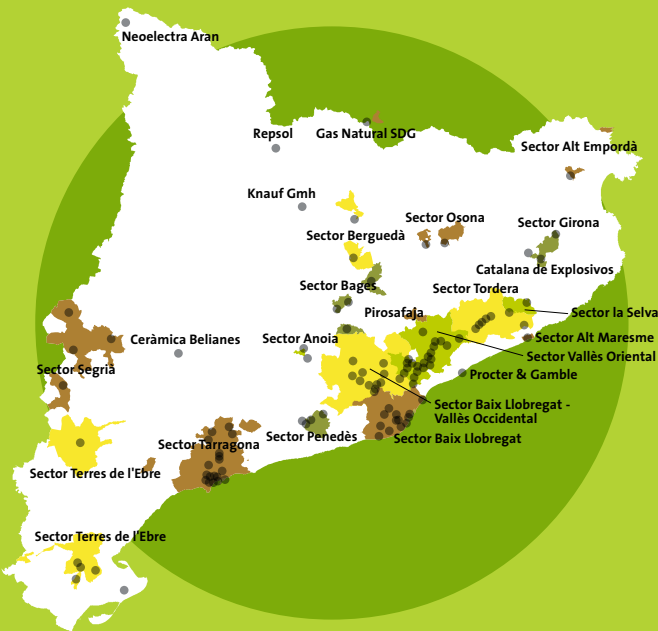 Neoelectra Aran
Repsol
Gas Natural SDG
Sector Alt Empordà
Knauf Gmh
Sector Osona
Sector Girona
Sector Berguedà
Catalana de Explosivos
Sector Bages
Sector Tordera
Pirosafaja
Sector la Selva
Ceràmica Belianes
Sector Anoia
Sector Alt Maresme
Sector Vallès Oriental
Sector Segrià
Procter & Gamble
Sector Baix Llobregat -
Vallès Occidental
Sector Penedès
Sector Baix Llobregat
Sector Tarragona
Sector Terres de l'Ebre
Sector Terres de l'Ebre